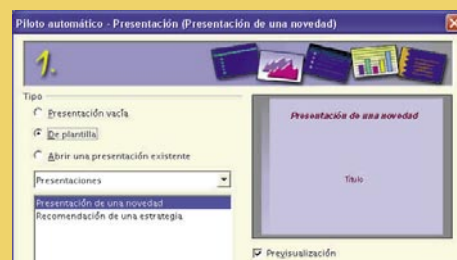 Piloto automático - Presentación (Presentación de una novedad)
1.
Tipo
Presentación vacía
De plantilla
Abrir una presentación existente
Presentaciones
Presentación de una novedad
Recomendación de una estrategia
Presentación de una novedad
Título
Previsualización